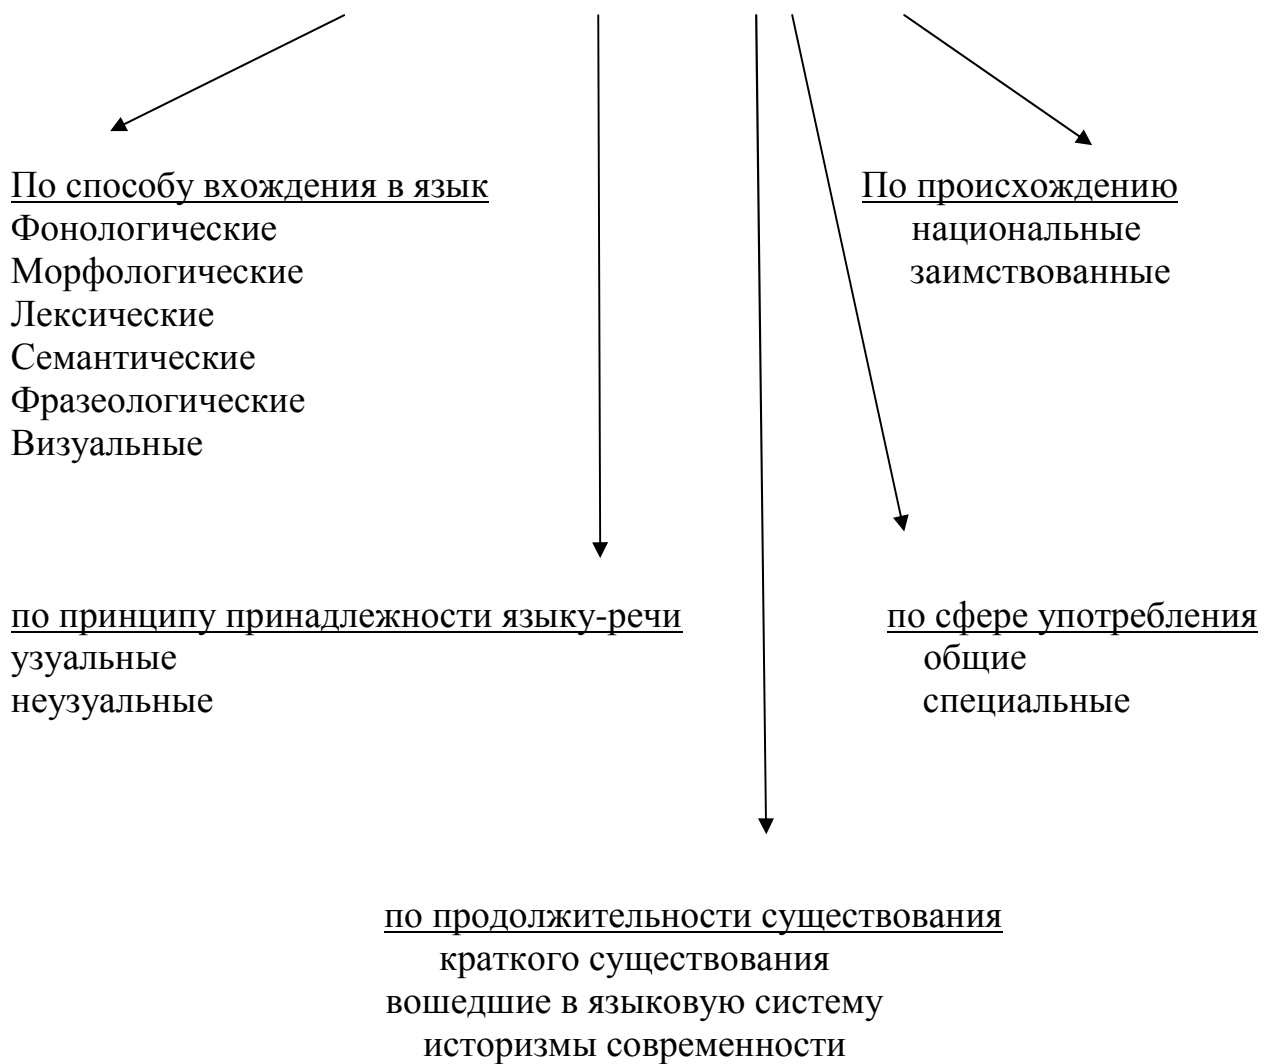 По способу вхождения в язык
Фонологические
Морфологические
Лексические
Семантические
Фразеологические
Визуальные
По происхождению
национальные
заимствованные
по принципу принадлежности языку-речи
узуальные
неузуальные
по сфере употребления
общие
специальные
по продолжительности существования
краткого существования
вошедшие в языковую систему
историзмы современности